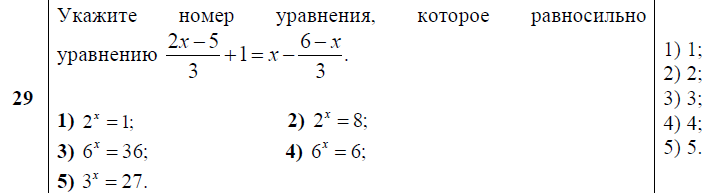 Укажите номер уравнения, которое равносильно
уравнению (2x − 5)/3 + 1 = x − (6 − x)/3.
29
1) 2^x = 1; 2) 2^x = 8;
3) 6^x = 36; 4) 6^x = 6;
5) 3^x = 27.
1) 1;
2) 2;
3) 3;
4) 4;
5) 5.